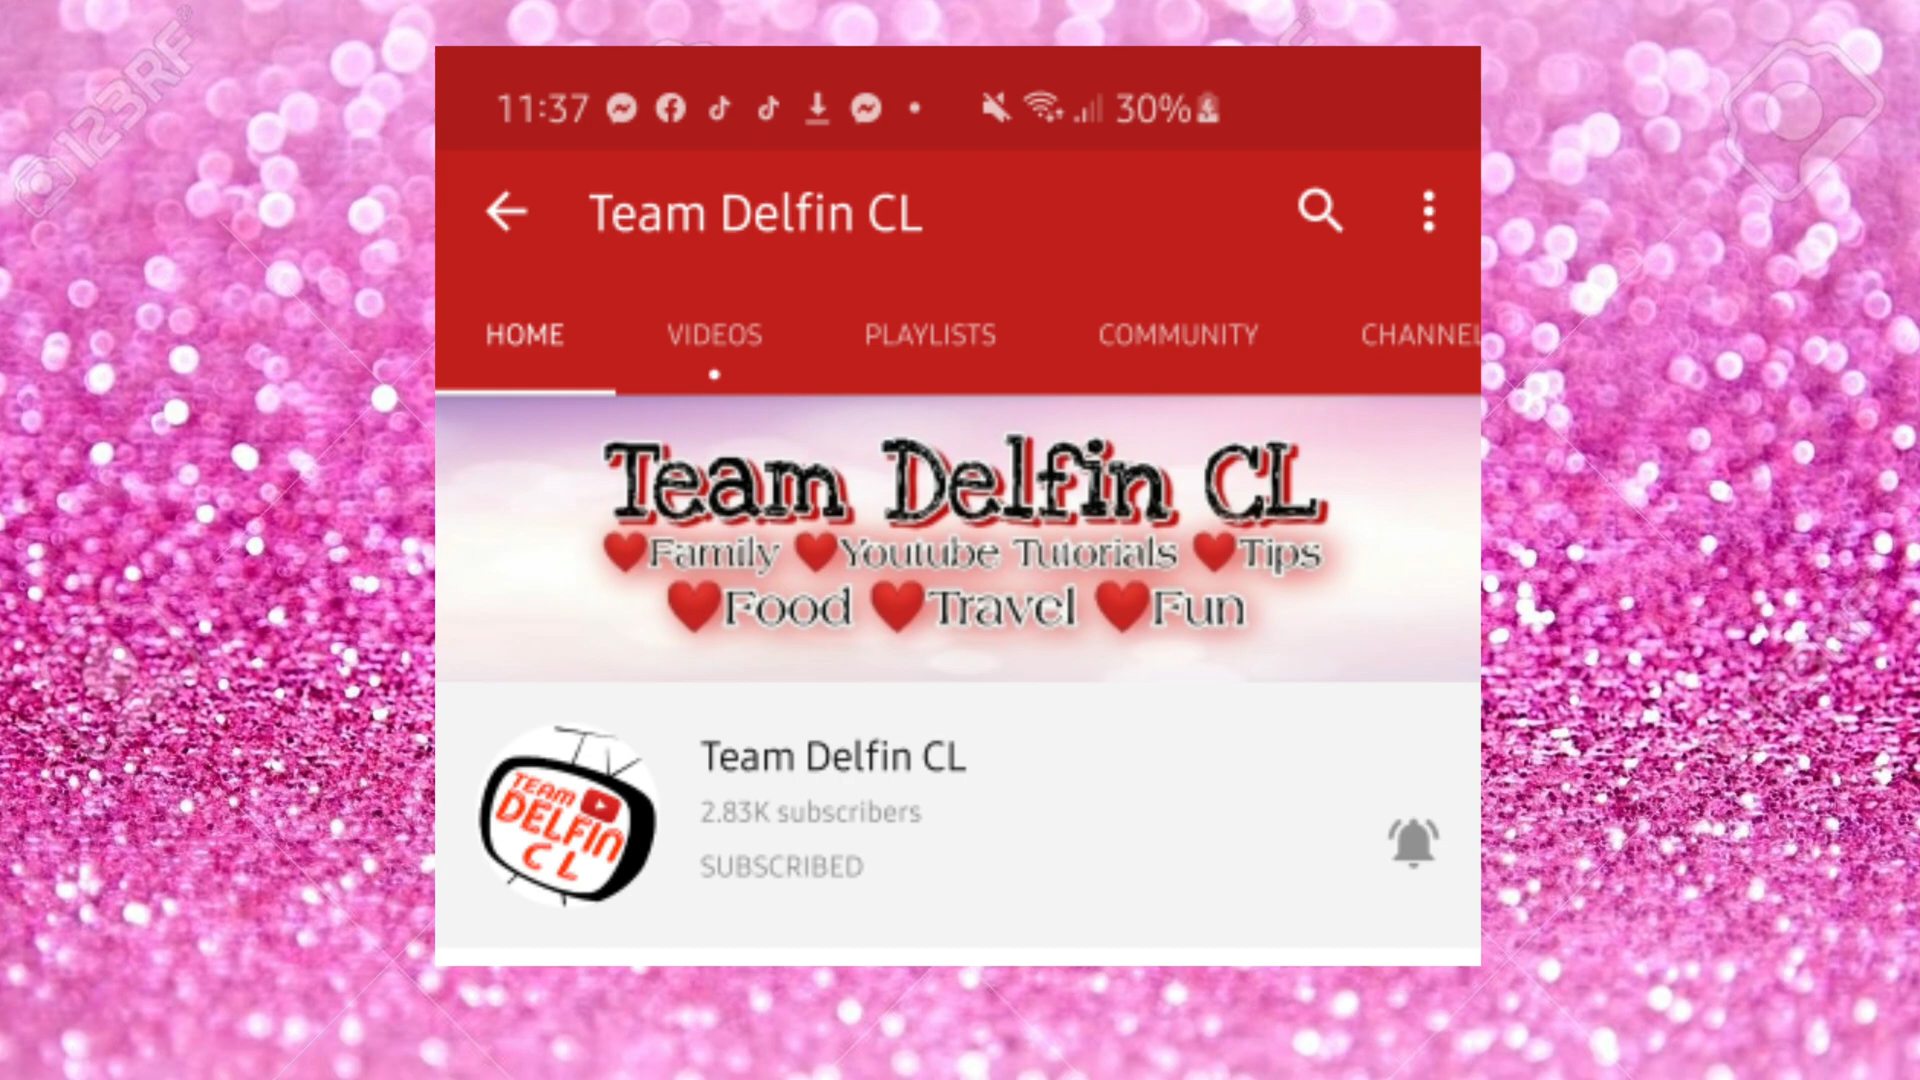 123RF
11:37 30%
Team Delfin CL
HOME VIDEOS PLAYLISTS COMMUNITY CHANNEL
Team Delfin CL
❤Family ❤Youtube Tutorials ❤Tips
❤Food ❤Travel ❤Fun
TEAM
DELFIN
CL
Team Delfin CL
2.83K subscribers
SUBSCRIBED